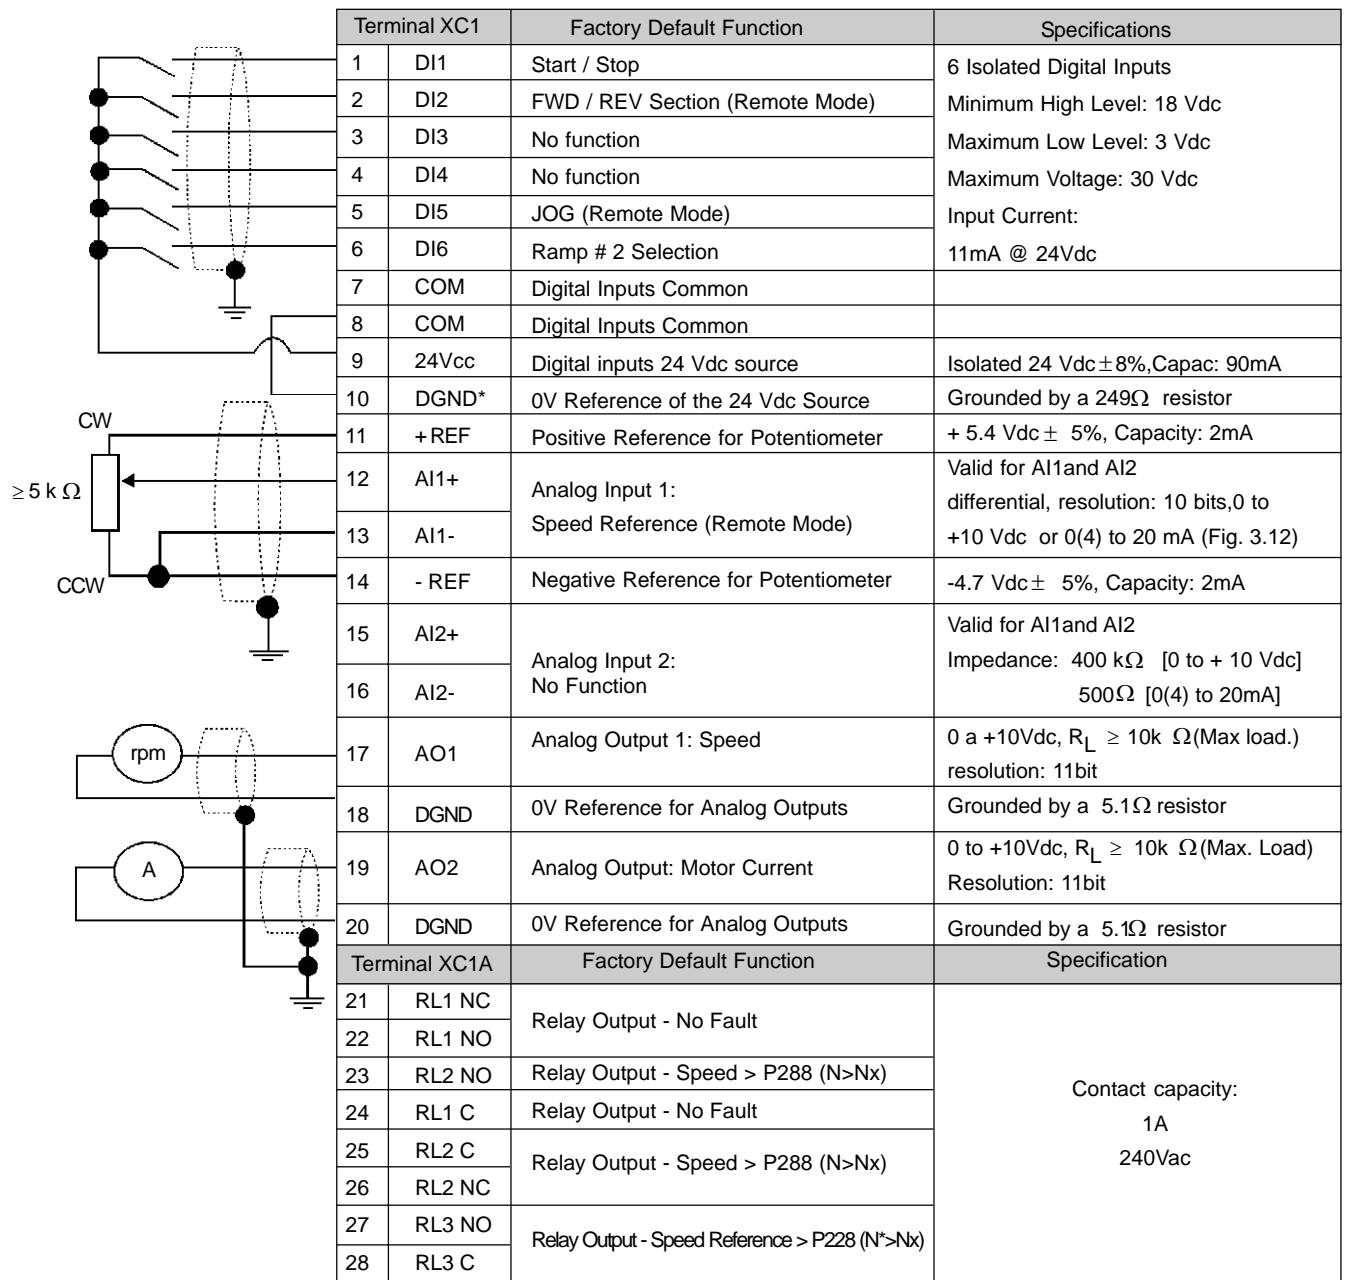 Terminal XC1 Factory Default Function Specifications
1 DI1 Start / Stop 6 Isolated Digital Inputs
2 DI2 FWD / REV Section (Remote Mode) Minimum High Level: 18 Vdc
3 DI3 No function Maximum Low Level: 3 Vdc
4 DI4 No function Maximum Voltage: 30 Vdc
5 DI5 JOG (Remote Mode) Input Current:
6 DI6 Ramp # 2 Selection 11mA @ 24Vdc
7 COM Digital Inputs Common
8 COM Digital Inputs Common
9 24Vcc Digital inputs 24 Vdc source Isolated 24 Vdc±8%,Capac: 90mA
10 DGND* 0V Reference of the 24 Vdc Source Grounded by a 249Ω resistor
CW
11 +REF Positive Reference for Potentiometer + 5.4 Vdc± 5%, Capacity: 2mA
≥5 k Ω
12 AI1+ Analog Input 1: Valid for AI1and AI2
differential, resolution: 10 bits,0 to
13 AI1- Speed Reference (Remote Mode) +10 Vdc or 0(4) to 20 mA (Fig. 3.12)
CCW
14 - REF Negative Reference for Potentiometer -4.7 Vdc± 5%, Capacity: 2mA
15 AI2+ Analog Input 2: Valid for AI1and AI2
Impedance: 400 kΩ [0 to + 10 Vdc]
16 AI2- No Function 500Ω [0(4) to 20mA]
rpm
17 AO1 Analog Output 1: Speed 0 a +10Vdc, RL ≥ 10k Ω(Max load.)
resolution: 11bit
18 DGND 0V Reference for Analog Outputs Grounded by a 5.1Ω resistor
A
19 AO2 Analog Output: Motor Current 0 to +10Vdc, RL ≥ 10k Ω(Max. Load)
Resolution: 11bit
20 DGND 0V Reference for Analog Outputs Grounded by a 5.1Ω resistor
Terminal XC1A Factory Default Function Specification
21 RL1 NC Relay Output - No Fault
22 RL1 NO
23 RL2 NO Relay Output - Speed > P288 (N>Nx)
24 RL1 C Relay Output - No Fault
25 RL2 C Relay Output - Speed > P288 (N>Nx)
26 RL2 NC
27 RL3 NO Relay Output - Speed Reference > P228 (N*>Nx)
28 RL3 C
Contact capacity:
1A
240Vac